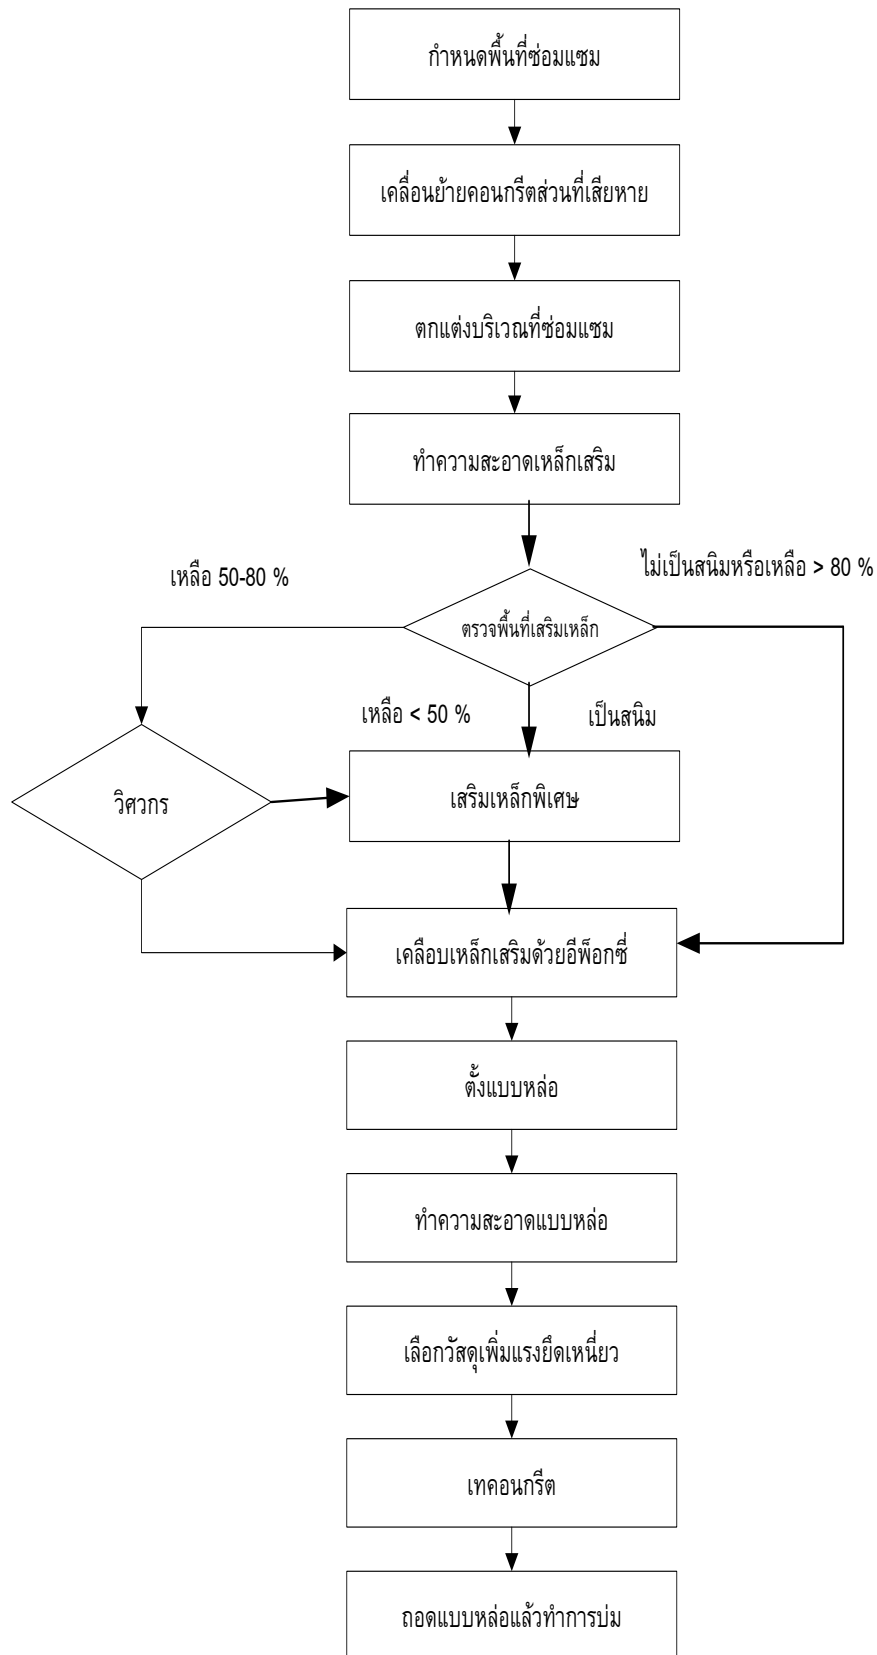 กำหนดพื้นที่ซ่อมแซม
เคลื่อนย้ายคอนกรีตส่วนที่เสียหาย
ตกแต่งบริเวณที่ซ่อมแซม
ทำความสะอาดเหล็กเสริม
เหลือ 50-80 %
ไม่เป็นสนิมหรือเหลือ > 80 %
ตรวจพื้นที่เสริมเหล็ก
เหลือ < 50 %
เป็นสนิม
วิศวกร
เสริมเหล็กพิเศษ
เคลือบเหล็กเสริมด้วยอีพ็อกซี่
ตั้งแบบหล่อ
ทำความสะอาดแบบหล่อ
เลือกวัสดุเพิ่มแรงยึดเหนี่ยว
เทคอนกรีต
ถอดแบบหล่อแล้วทำการบ่ม